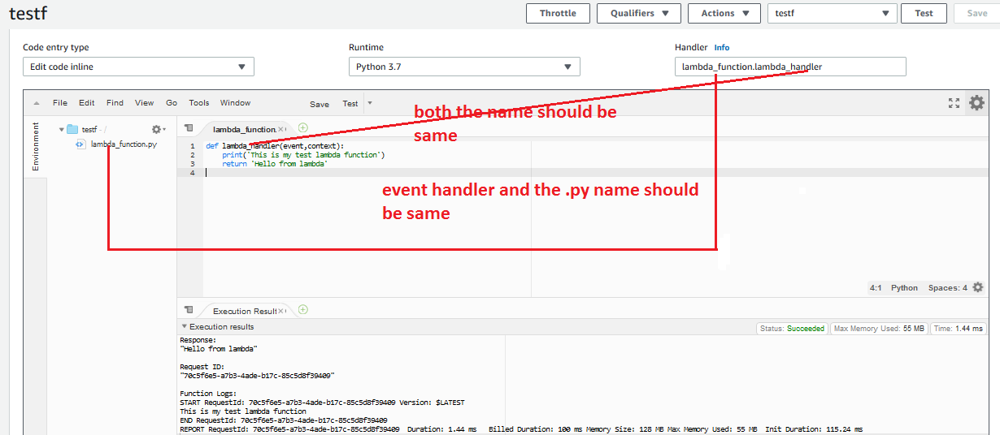 testf
Throttle Qualifiers Actions testf Test Save
Code entry type Runtime Handler Info
Edit code inline Python 3.7 lambda_function.lambda_handler
File Edit Find View Go Tools Window Save Test
both the name should be
same
Environment
testf - /
lambda_function.py
lambda_function.
1 def lambda_handler(event,context):
2 print('This is my test lambda function')
3 return 'Hello from lambda'
4
event handler and the .py name should
be same
4:1 Python Spaces: 4
Execution Result
Execution results Status: Succeeded Max Memory Used: 55 MB Time: 1.44 ms
Response:
"Hello from lambda"
Request ID:
"70c5f6e5-a7b3-4ade-b17c-85c5d8f39409"
Function Logs:
START RequestId: 70c5f6e5-a7b3-4ade-b17c-85c5d8f39409 Version: $LATEST
This is my test lambda function
END RequestId: 70c5f6e5-a7b3-4ade-b17c-85c5d8f39409
REPORT RequestId: 70c5f6e5-a7b3-4ade-b17c-85c5d8f39409 Duration: 1.44 ms Billed Duration: 100 ms Memory Size: 128 MB Max Memory Used: 55 MB Init Duration: 115.24 ms